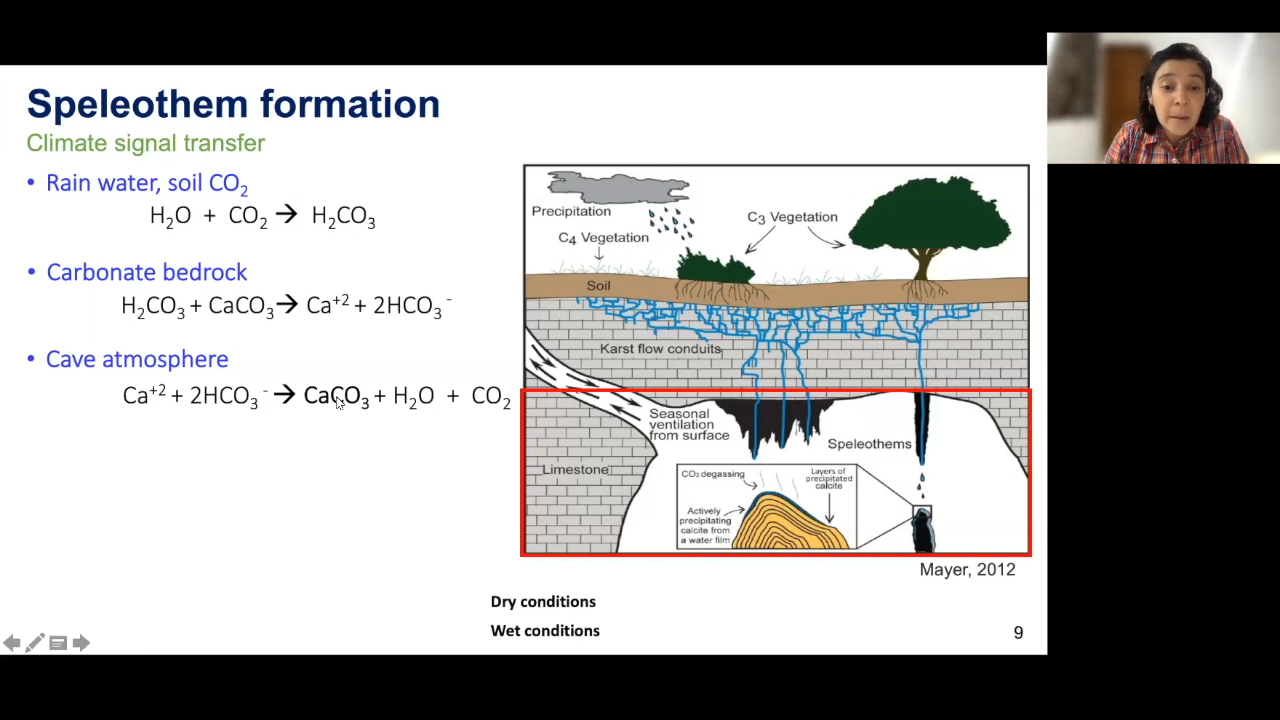 Speleothem formation
Climate signal transfer
• Rain water, soil CO₂
H₂O + CO₂ → H₂CO₃
• Carbonate bedrock
H₂CO₃ + CaCO₃ → Ca⁺² + 2HCO₃⁻
• Cave atmosphere
Ca⁺² + 2HCO₃⁻ → CaCO₃ + H₂O + CO₂
Precipitation
C₃ Vegetation
C₄ Vegetation
Soil
Karst flow conduits
Seasonal
ventilation
from surface
Speleothems
Limestone
CO₂ degassing
Layers of
precipitated
calcite
Actively
precipitating
calcite from
a water film
Mayer, 2012
Dry conditions
Wet conditions
9